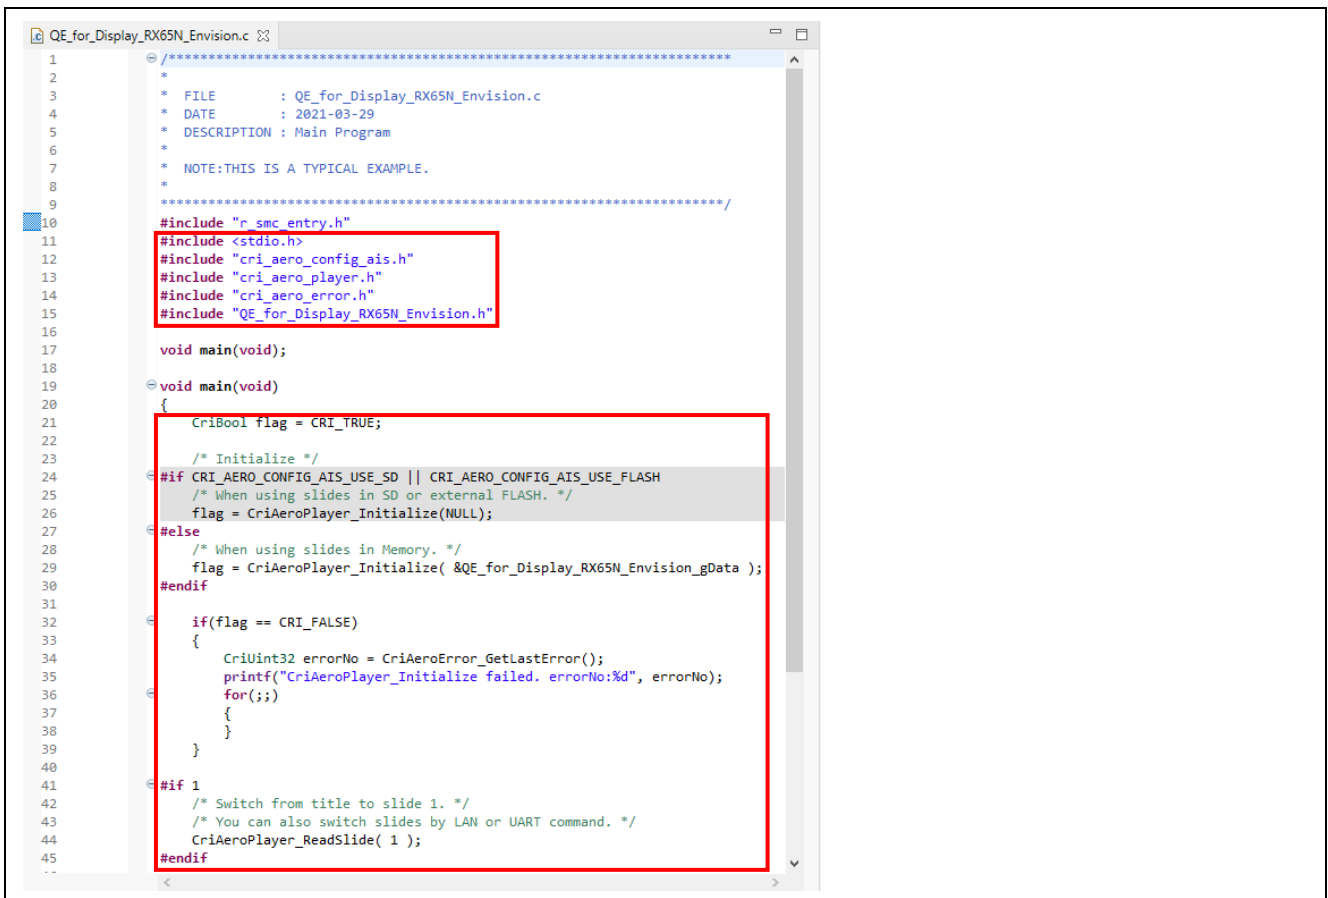 QE_for_Display_RX65N_Envision.c
1 /***********************************************************************
2 *
3 * FILE : QE_for_Display_RX65N_Envision.c
4 * DATE : 2021-03-29
5 * DESCRIPTION : Main Program
6 *
7 * NOTE:THIS IS A TYPICAL EXAMPLE.
8 *
9 ***********************************************************************/
10 #include "r_smc_entry.h"
11 #include <stdio.h>
12 #include "cri_aero_config_ais.h"
13 #include "cri_aero_player.h"
14 #include "cri_aero_error.h"
15 #include "QE_for_Display_RX65N_Envision.h"
16
17 void main(void);
18
19 void main(void)
20 {
21 CriBool flag = CRI_TRUE;
22
23 /* Initialize */
24 #if CRI_AERO_CONFIG_AIS_USE_SD || CRI_AERO_CONFIG_AIS_USE_FLASH
25 /* When using slides in SD or external FLASH. */
26 flag = CriAeroPlayer_Initialize(NULL);
27 #else
28 /* When using slides in Memory. */
29 flag = CriAeroPlayer_Initialize( &QE_for_Display_RX65N_Envision_gData );
30 #endif
31
32 if(flag == CRI_FALSE)
33 {
34 CriUint32 errorNo = CriAeroError_GetLastError();
35 printf("CriAeroPlayer_Initialize failed. errorNo:%d", errorNo);
36 for(;;)
37 {
38 }
39 }
40
41 #if 1
42 /* Switch from title to slide 1. */
43 /* You can also switch slides by LAN or UART command. */
44 CriAeroPlayer_ReadSlide( 1 );
45 #endif